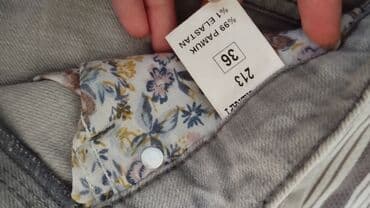 %99 PAMUK
%1 ELASTAN
36
213